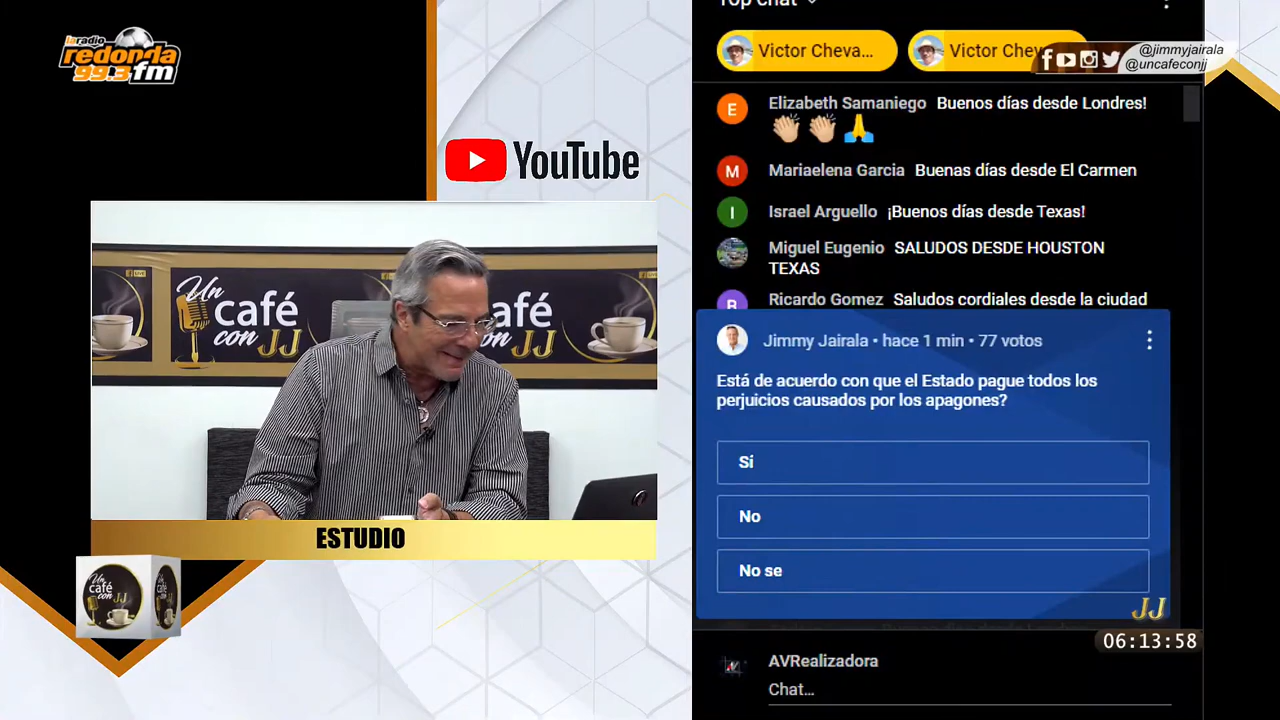 la radio
redonda
99.3 fm
YouTube
Top Chat
Victor Cheva...
Victor Chev
@jimmyjairala
@uncafeconjj
Elizabeth Samaniego Buenos días desde Londres!
👏🏼 👏🏼 🙏
Mariaelena Garcia Buenas días desde El Carmen
Israel Arguello ¡Buenos días desde Texas!
Miguel Eugenio SALUDOS DESDE HOUSTON
TEXAS
Ricardo Gomez Saludos cordiales desde la ciudad
Jimmy Jairala • hace 1 min • 77 votos
Está de acuerdo con que el Estado pague todos los
perjuicios causados por los apagones?
Si
No
No se
JJ
06:13:58
AVRealizadora
Chat...
Un
café
con JJ
café
con JJ
ESTUDIO
Un
café
con JJ